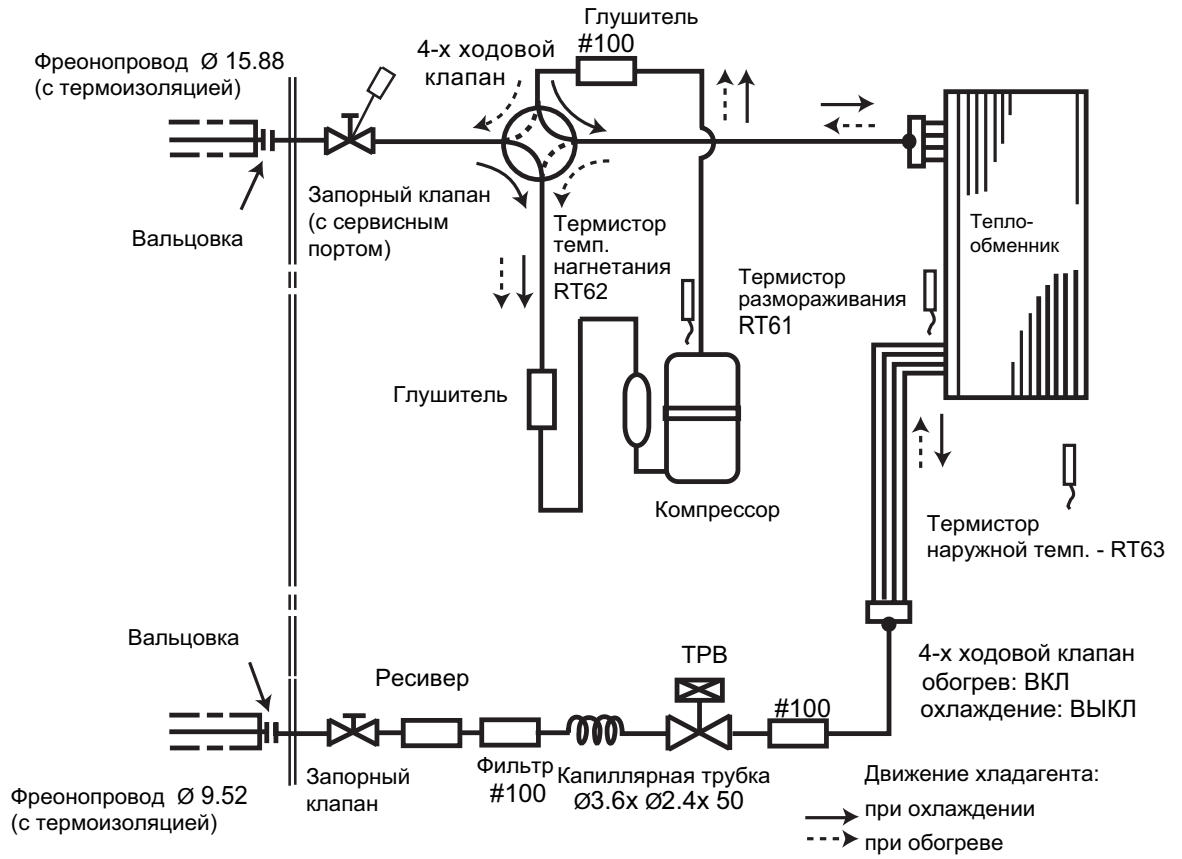 Глушитель
#100
4-х ходовой
клапан
Фреонопровод Ø 15.88
(с термоизоляцией)
Вальцовка
Запорный клапан
(с сервисным
портом)
Термистор
темп.
нагнетания
RT62
Термистор
размораживания
RT61
Тепло-
обменник
Глушитель
Компрессор
Термистор
наружной темп. - RT63
Вальцовка
Ресивер
ТРВ
#100
4-х ходовой клапан
обогрев: ВКЛ
охлаждение: ВЫКЛ
Запорный
клапан
Фильтр
#100
Капиллярная трубка
Ø3.6x Ø2.4x 50
Фреонопровод Ø 9.52
(с термоизоляцией)
Движение хладагента:
при охлаждении
при обогреве